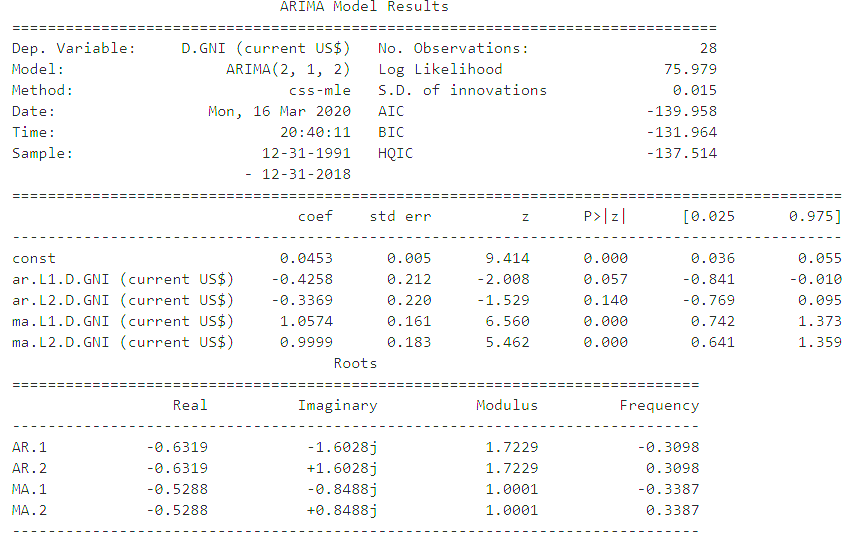 ARIMA Model Results
==============================================================================
Dep. Variable: D.GNI (current US$) No. Observations: 28
Model: ARIMA(2, 1, 2) Log Likelihood 75.979
Method: css-mle S.D. of innovations 0.015
Date: Mon, 16 Mar 2020 AIC -139.958
Time: 20:40:11 BIC -131.964
Sample: 12-31-1991 HQIC -137.514
- 12-31-2018
=============================================================================================
coef std err z P>|z| [0.025 0.975]
---------------------------------------------------------------------------------------------
const 0.0453 0.005 9.414 0.000 0.036 0.055
ar.L1.D.GNI (current US$) -0.4258 0.212 -2.008 0.057 -0.841 -0.010
ar.L2.D.GNI (current US$) -0.3369 0.220 -1.529 0.140 -0.769 0.095
ma.L1.D.GNI (current US$) 1.0574 0.161 6.560 0.000 0.742 1.373
ma.L2.D.GNI (current US$) 0.9999 0.183 5.462 0.000 0.641 1.359
Roots
=============================================================================
Real Imaginary Modulus Frequency
-----------------------------------------------------------------------------
AR.1 -0.6319 -1.6028j 1.7229 -0.3098
AR.2 -0.6319 +1.6028j 1.7229 0.3098
MA.1 -0.5288 -0.8488j 1.0001 -0.3387
MA.2 -0.5288 +0.8488j 1.0001 0.3387
-----------------------------------------------------------------------------